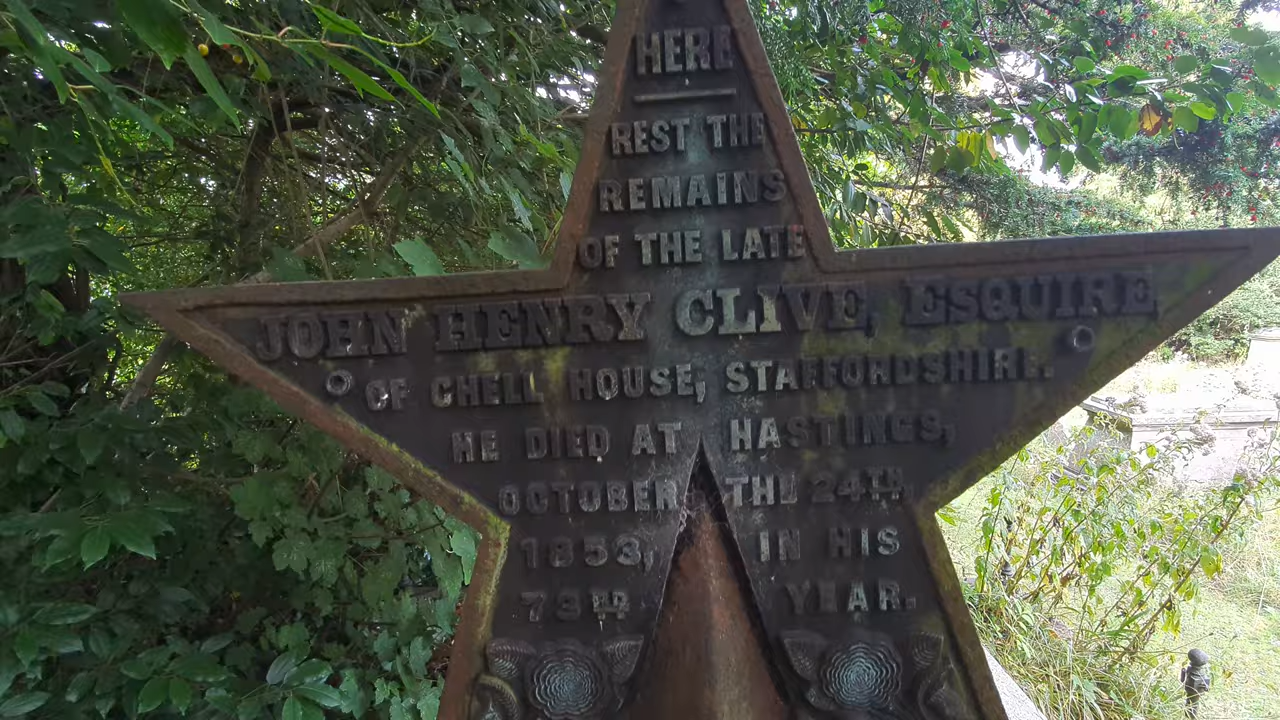 HERE
REST THE
REMAINS
OF THE LATE
JOHN HENRY CLIVE, ESQUIRE
OF CHELL HOUSE, STAFFORDSHIRE.
HE DIED AT HASTINGS,
OCTOBER THE 24TH
1853, IN HIS
73RD YEAR.